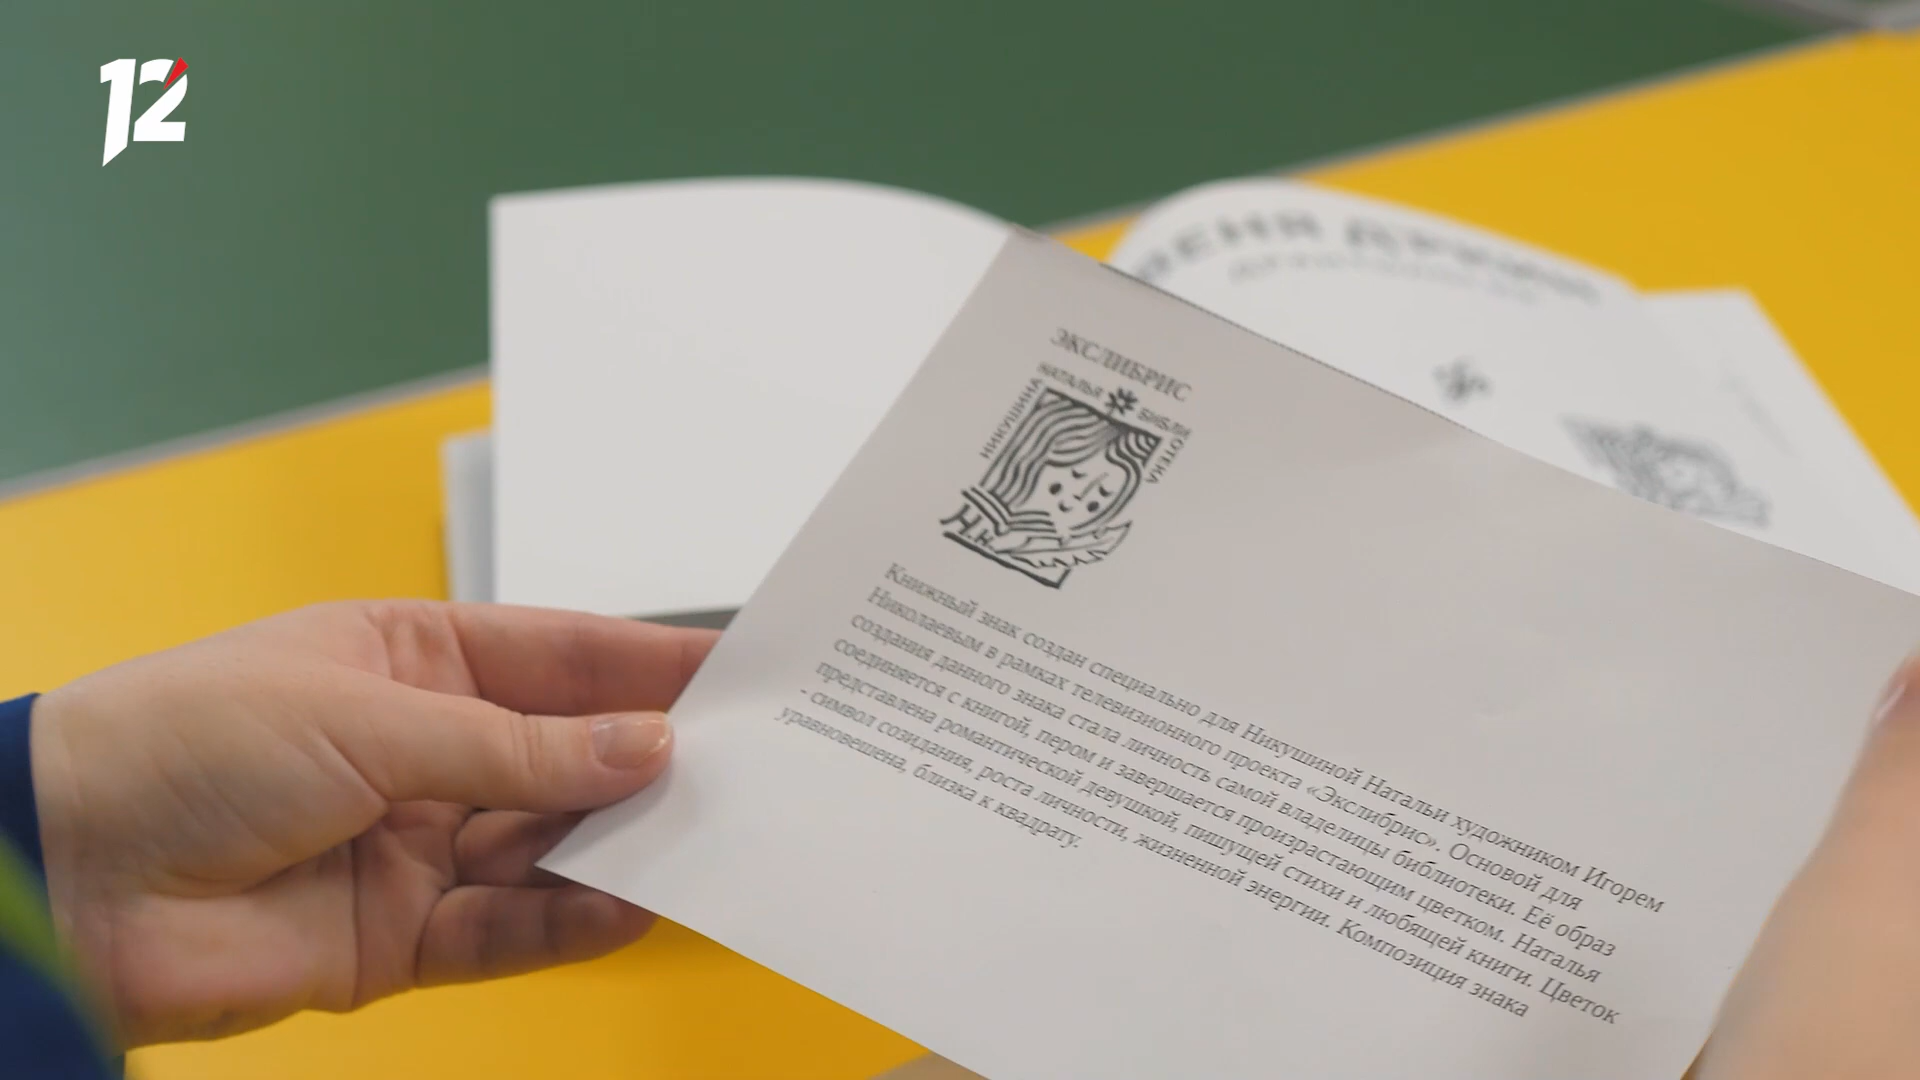 12
ЭКСЛИБРИС
НАТАЛЬЯ
НИКУШИНА
БИБЛИОТЕКА
Н.Н.
Книжный знак создан специально для Никушиной Натальи художником Игорем
Николаевым в рамках телевизионного проекта «Экслибрис». Основой для
создания данного знака стала личность самой владелицы библиотеки. Её образ
соединяется с книгой, пером и завершается произрастающим цветком. Наталья
представлена романтической девушкой, пишущей стихи и любящей книги. Цветок
- символ созидания, роста личности, жизненной энергии. Композиция знака
уравновешена, близка к квадрату.